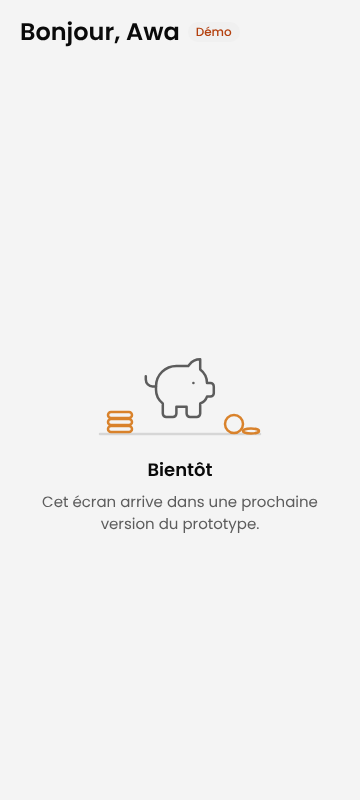 Bonjour, Awa Démo
Bientôt
Cet écran arrive dans une prochaine
version du prototype.